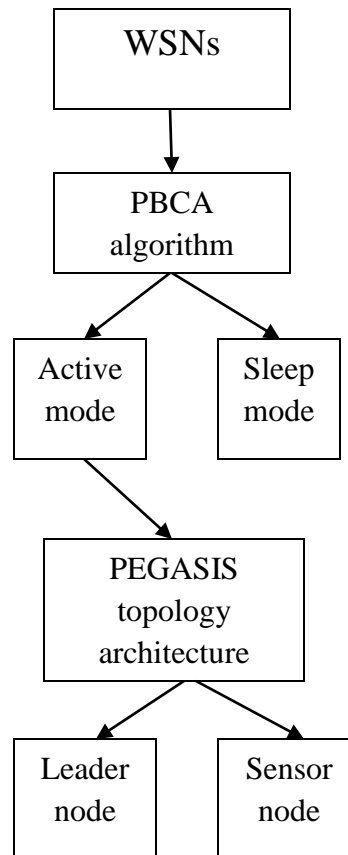 WSNs
PBCA
algorithm
Active
mode
Sleep
mode
PEGASIS
topology
architecture
Leader
node
Sensor
node